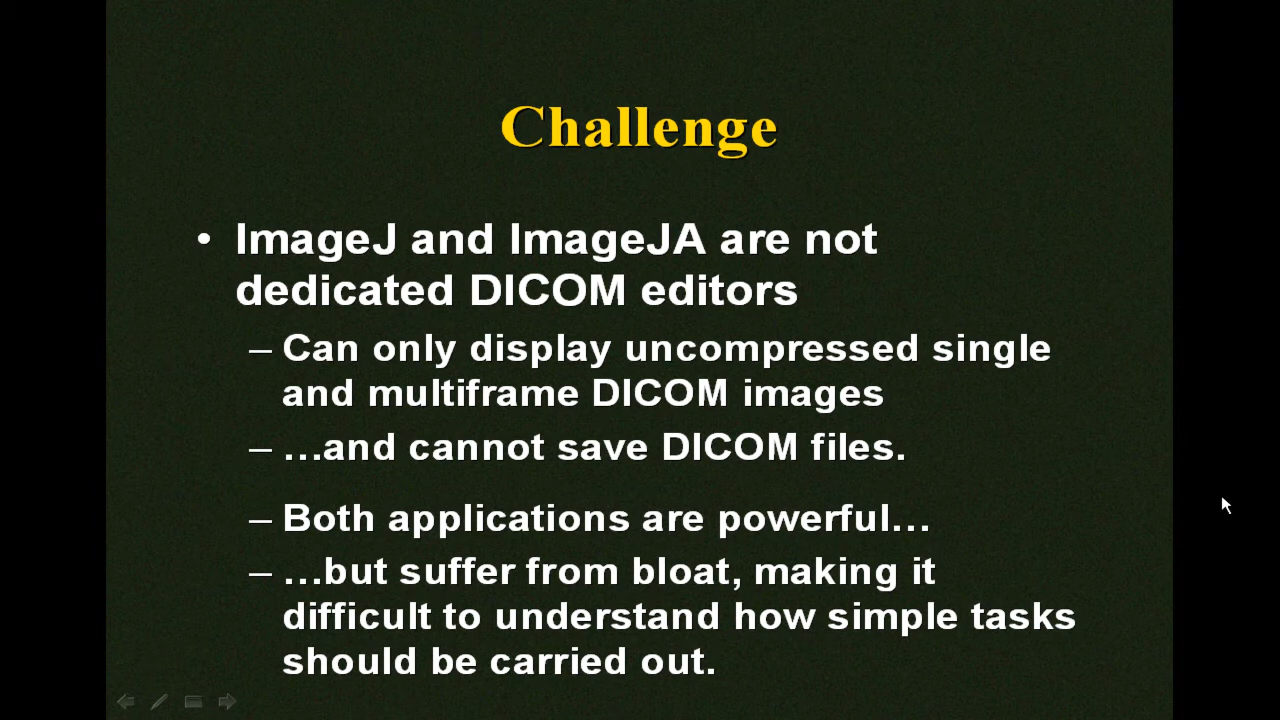 Challenge
• ImageJ and ImageJA are not
dedicated DICOM editors
– Can only display uncompressed single
and multiframe DICOM images
– …and cannot save DICOM files.
– Both applications are powerful…
– …but suffer from bloat, making it
difficult to understand how simple tasks
should be carried out.